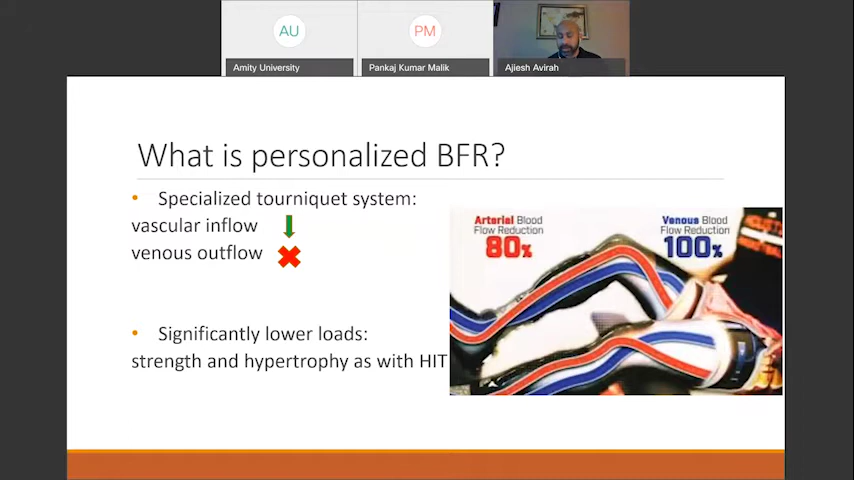 AU
Amity University
PM
Pankaj Kumar Malik
Ajiesh Avirah
What is personalized BFR?
• Specialized tourniquet system:
vascular inflow
venous outflow
• Significantly lower loads:
strength and hypertrophy as with HIT
Arterial Blood
Flow Reduction
80%
Venous Blood
Flow Reduction
100%